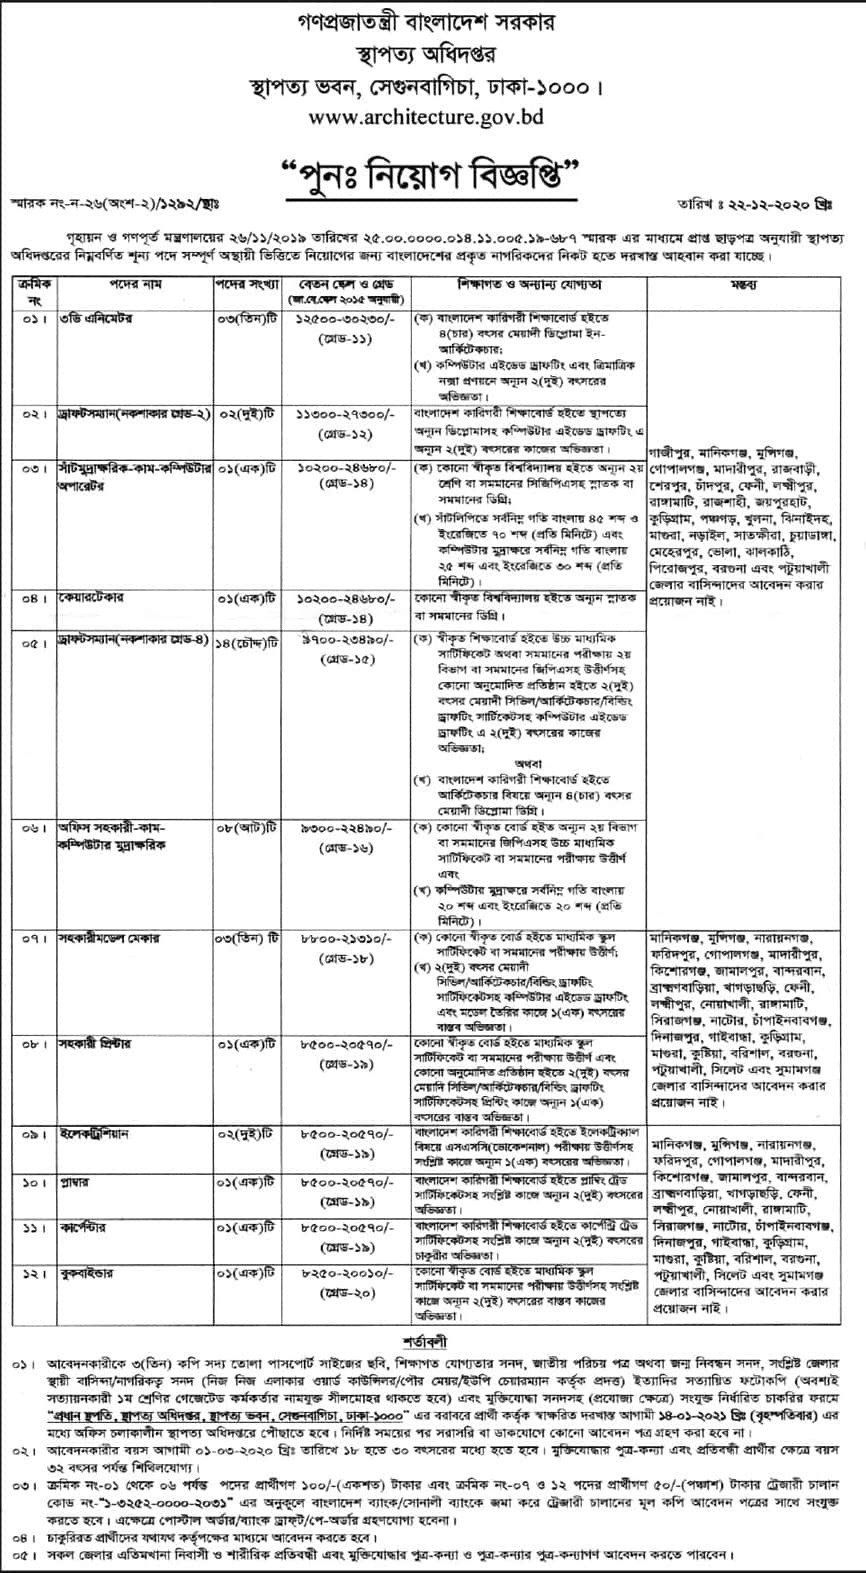 গণপ্রজাতন্ত্রী বাংলাদেশ সরকার
স্থাপত্য অধিদপ্তর
স্থাপত্য ভবন, সেগুনবাগিচা, ঢাকা-১০০০।
www.architecture.gov.bd
“পুনঃ নিয়োগ বিজ্ঞপ্তি”
স্মারক নং-ন-২৬(অংশ-২)/১২৯২/ছাঃ
তারিখ ঃ ২২-১২-২০২০ খ্রিঃ
গৃহায়ন ও গণপূর্ত মন্ত্রণালয়ের ২৬/১১/২০১৯ তারিখের ২৫.০০.০০০০.০১৪.১১.০০৫.১৯-৬৮৭ স্মারক এর মাধ্যমে প্রাপ্ত ছাড়পত্র অনুযায়ী স্থাপত্য
অধিদপ্তরের নিম্নবর্ণিত শূন্য পদে সম্পূর্ণ অস্থায়ী ভিত্তিতে নিয়োগের জন্য বাংলাদেশের প্রকৃত নাগরিকদের নিকট হতে দরখাস্ত আহবান করা যাচ্ছে।
ক্রমিক
নং
পদের নাম
পদের সংখ্যা
বেতন স্কেল ও গ্রেড
(জা.বে.স্কেল ২০১৫ অনুযায়ী)
শিক্ষাগত ও অন্যান্য যোগ্যতা
মন্তব্য
০১।
৩ডি এনিমেটর
০৩(তিন)টি
১২৫০০-৩০২৩০/-
(গ্রেড-১১)
(ক) বাংলাদেশ কারিগরী শিক্ষাবোর্ড হইতে
৪(চার) বৎসর মেয়াদী ডিপ্লোমা ইন-
আর্কিটেকচার;
(খ) কম্পিউটার এইডেড ড্রাফটিং এবং ত্রিমাত্রিক
নক্সা প্রণয়নে অন্যূন ২(দুই) বৎসরের
অভিজ্ঞতা।
০২।
ড্রাফটসম্যান(নকশাকার গ্রেড-২)
০২(দুই)টি
১১৩০০-২৭৩০০/-
(গ্রেড-১২)
বাংলাদেশ কারিগরী শিক্ষাবোর্ড হইতে স্থাপত্যে
অন্যূন ডিপ্লোমাসহ কম্পিউটার এইডেড ড্রাফটিং এ
অন্যূন ২(দুই) বৎসরের কাজের অভিজ্ঞতা।
০৩।
সাঁটমুদ্রাক্ষরিক-কাম-কম্পিউটার
অপারেটর
০১(এক)টি
১০২০০-২৪৬৮০/-
(গ্রেড-১৪)
(ক) কোনো স্বীকৃত বিশ্ববিদ্যালয় হইতে অন্যূন ২য়
শ্রেণি বা সমমানের সিজিপিএসহ স্নাতক বা
সমমানের ডিগ্রি;
(খ) সাঁটলিপিতে সর্বনিম্ন গতি বাংলায় ৪৫ শব্দ ও
ইংরেজিতে ৭০ শব্দ (প্রতি মিনিটে) এবং
কম্পিউটার মুদ্রাক্ষরে সর্বনিম্ন গতি বাংলায়
২৫ শব্দ এবং ইংরেজিতে ৩০ শব্দ (প্রতি
মিনিটে)।
০৪।
কেয়ারটেকার
০১(এক)টি
১০২০০-২৪৬৮০/-
(গ্রেড-১৪)
কোনো স্বীকৃত বিশ্ববিদ্যালয় হইতে অন্যূন স্নাতক
বা সমমানের ডিগ্রি।
০৫।
ড্রাফটসম্যান(নকশাকার গ্রেড-৪)
১৪(চৌদ্দ)টি
৯৭০০-২৩৪৯০/-
(গ্রেড-১৫)
(ক) স্বীকৃত শিক্ষাবোর্ড হইতে উচ্চ মাধ্যমিক
সার্টিফিকেট অথবা সমমানের পরীক্ষায় ২য়
বিভাগ বা সমমানের জিপিএসহ উত্তীর্ণসহ
কোনো অনুমোদিত প্রতিষ্ঠান হইতে ২(দুই)
বৎসর মেয়াদী সিভিল/আর্কিটেকচার/বিল্ডিং
ড্রাফটিং সার্টিকেটসহ কম্পিউটার এইডেড
ড্রাফটিং এ ২(দুই) বৎসরের কাজের
অভিজ্ঞতা;
অথবা
(খ) বাংলাদেশ কারিগরী শিক্ষাবোর্ড হইতে
আর্কিটেকচার বিষয়ে অন্যূন ৪(চার) বৎসর
মেয়াদী ডিপ্লোমা ডিগ্রি।
০৬।
অফিস সহকারী-কাম-
কম্পিউটার মুদ্রাক্ষরিক
০৮(আট)টি
৯৩০০-২২৪৯০/-
(গ্রেড-১৬)
(ক) কোনো স্বীকৃত বোর্ড হইত অন্যূন ২য় বিভাগ
বা সমমানের জিপিএসহ উচ্চ মাধ্যমিক
সার্টিফিকেট বা সমমানের পরীক্ষায় উত্তীর্ণ
এবং
(খ) কম্পিউটার মুদ্রাক্ষরে সর্বনিম্ন গতি বাংলায়
২০ শব্দ এবং ইংরেজিতে ২০ শব্দ (প্রতি
মিনিটে)।
গাজীপুর, মানিকগঞ্জ, মুন্সিগঞ্জ,
গোপালগঞ্জ, মাদারীপুর, রাজবাড়ী,
শেরপুর, চাঁদপুর, ফেনী, লক্ষীপুর,
রাঙ্গামাটি, রাজশাহী, জয়পুরহাট,
কুড়িগ্রাম, পঞ্চগড়, খুলনা, ঝিনাইদহ,
মাগুরা, নড়াইল, সাতক্ষীরা, চুয়াডাঙ্গা,
মেহেরপুর, ভোলা, ঝালকাঠি,
পিরোজপুর, বরগুনা এবং পটুয়াখালী
জেলার বাসিন্দাদের আবেদন করার
প্রয়োজন নাই।
০৭।
সহকারীমডেল মেকার
০৩(তিন) টি
৮৮০০-২১৩১০/-
(গ্রেড-১৮)
(ক) কোনো স্বীকৃত বোর্ড হইতে মাধ্যমিক স্কুল
সার্টিফিকেট বা সমমানের পরীক্ষায় উত্তীর্ণ;
(খ) ২(দুই) বৎসর মেয়াদী
সিভিল/আর্কিটেকচার/বিল্ডিং ড্রাফটিং
সার্টিফিকেটসহ কম্পিউটার এইডেড ড্রাফটিং
এবং মডেল তৈরির কাজে ১(এক) বৎসরের
বাস্তব অভিজ্ঞতা।
০৮।
সহকারী প্রিন্টার
০১(এক)টি
৮৫০০-২০৫৭০/-
(গ্রেড-১৯)
কোনো স্বীকৃত বোর্ড হইতে মাধ্যমিক স্কুল
সার্টিফিকেট বা সমমানের পরীক্ষায় উত্তীর্ণ এবং
কোনো অনুমোদিত প্রতিষ্ঠান হইতে ২(দুই) বৎসর
মেয়াদি সিভিল/আর্কিটেকচার/বিল্ডিং ড্রাফটিং
সার্টিফিকেটসহ প্রিন্টিং কাজে অন্যূন ১(এক)
বৎসরের বাস্তব অভিজ্ঞতা।
মানিকগঞ্জ, মুন্সিগঞ্জ, নারায়নগঞ্জ,
ফরিদপুর, গোপালগঞ্জ, মাদারীপুর,
কিশোরগঞ্জ, জামালপুর, বান্দরবান,
ব্রাহ্মণবাড়িয়া, খাগড়াছড়ি, ফেনী,
লক্ষীপুর, নোয়াখালী, রাঙ্গামাটি,
সিরাজগঞ্জ, নাটোর, চাঁপাইনবাবগঞ্জ,
দিনাজপুর, গাইবান্ধা, কুড়িগ্রাম,
মাগুরা, কুষ্টিয়া, বরিশাল, বরগুনা,
পটুয়াখালী, সিলেট এবং সুনামগঞ্জ
জেলার বাসিন্দাদের আবেদন করার
প্রয়োজন নাই।
০৯।
ইলেকট্রিশিয়ান
০২(দুই)টি
৮৫০০-২০৫৭০/-
(গ্রেড-১৯)
বাংলাদেশ কারিগরী শিক্ষাবোর্ড হইতে ইলেকট্রিক্যাল
বিষয়ে এসএসসি(ভোকেশনাল) পরীক্ষায় উত্তীর্ণসহ
সংশ্লিষ্ট কাজে অন্যূন ১(এক) বৎসরের অভিজ্ঞতা।
১০।
প্লাম্বার
০১(এক)টি
৮৫০০-২০৫৭০/-
(গ্রেড-১৯)
বাংলাদেশ কারিগরী শিক্ষাবোর্ড হইতে প্লাম্বিং ট্রেড
সার্টিফিকেটসহ সংশ্লিষ্ট কাজে অন্যূন ২(দুই) বৎসরের
অভিজ্ঞতা।
১১।
কার্পেন্টার
০১(এক)টি
৮৫০০-২০৫৭০/-
(গ্রেড-১৯)
বাংলাদেশ কারিগরী শিক্ষাবোর্ড হইতে কার্পেন্ট্রি ট্রেড
সার্টিফিকেটসহ সংশ্লিষ্ট কাজে অন্যূন ২(দুই) বৎসরের
চাকুরীর অভিজ্ঞতা।
১২।
বুকবাইন্ডার
০১(এক)টি
৮২৫০-২০০১০/-
(গ্রেড-২০)
কোনো স্বীকৃত বোর্ড হইতে মাধ্যমিক স্কুল
সার্টিফিকেট বা সমমানের পরীক্ষায় উত্তীর্ণসহ সংশ্লিষ্ট
কাজে অন্যূন ২(দুই) বৎসরের বাস্তব কাজের
অভিজ্ঞতা।
মানিকগঞ্জ, মুন্সিগঞ্জ, নারায়নগঞ্জ,
ফরিদপুর, গোপালগঞ্জ, মাদারীপুর,
কিশোরগঞ্জ, জামালপুর, বান্দরবান,
ব্রাহ্মণবাড়িয়া, খাগড়াছড়ি, ফেনী,
লক্ষীপুর, নোয়াখালী, রাঙ্গামাটি,
সিরাজগঞ্জ, নাটোর, চাঁপাইনবাবগঞ্জ,
দিনাজপুর, গাইবান্ধা, কুড়িগ্রাম,
মাগুরা, কুষ্টিয়া, বরিশাল, বরগুনা,
পটুয়াখালী, সিলেট এবং সুনামগঞ্জ
জেলার বাসিন্দাদের আবেদন করার
প্রয়োজন নাই।
শর্তাবলী
০১। আবেদনকারীকে ৩(তিন) কপি সদ্য তোলা পাসপোর্ট সাইজের ছবি, শিক্ষাগত যোগ্যতার সনদ, জাতীয় পরিচয় পত্র অথবা জন্ম নিবন্ধন সনদ, সংশ্লিষ্ট জেলার
স্থায়ী বাসিন্দা/নাগরিকত্ব সনদ (নিজ নিজ এলাকার ওয়ার্ড কাউন্সিলর/পৌর মেয়র/ইউপি চেয়ারম্যান কর্তৃক প্রদত্ত) ইত্যাদির সত্যায়িত ফটোকপি (অবশ্যই
সত্যায়নকারী ১ম শ্রেণির গেজেটেড কর্মকর্তার নামযুক্ত সীলমোহর থাকতে হবে) এবং মুক্তিযোদ্ধা সনদসহ (প্রযোজ্য ক্ষেত্রে) সংযুক্ত নির্ধারিত চাকরির ফরমে
“প্রধান স্থপতি, স্থাপত্য অধিদপ্তর, স্থাপত্য ভবন, সেগুনবাগিচা, ঢাকা-১০০০” এর বরাবরে প্রার্থী কর্তৃক স্বাক্ষরিত দরখাস্ত আগামী ১৪-০১-২০২১ খ্রিঃ (বৃহস্পতিবার) এর
মধ্যে অফিস চলাকালীন স্থাপত্য অধিদপ্তরে পৌছাতে হবে। নির্দিষ্ট সময়ের পর সরাসরি বা ডাকযোগে কোনো আবেদন পত্র গ্রহণ করা হবে না।
০২। আবেদনকারীর বয়স আগামী ০১-০৩-২০২০ খ্রিঃ তারিখে ১৮ হতে ৩০ বৎসরের মধ্যে হতে হবে। মুক্তিযোদ্ধার পুত্র-কন্যা এবং প্রতিবন্ধী প্রার্থীর ক্ষেত্রে বয়স
৩২ বৎসর পর্যন্ত শিথিলযোগ্য।
০৩। ক্রমিক নং-০১ থেকে ০৬ পর্যন্ত পদের প্রার্থীগণ ১০০/-(একশত) টাকার এবং ক্রমিক নং-০৭ ও ১২ পদের প্রার্থীগণ ৫০/-(পঞ্চাশ) টাকার ট্রেজারী চালান
কোড নং-“১-৩২৫২-০০০০-২০৩১” এর অনুকূলে বাংলাদেশ ব্যাংক/সোনালী ব্যাংকে জমা করে ট্রেজারী চালানের মূল কপি আবেদন পত্রের সাথে সংযুক্ত
করতে হবে। এক্ষেত্রে পোস্টাল অর্ডার/ব্যাংক ড্রাফ্ট/পে-অর্ডার গ্রহণযোগ্য হবেনা।
০৪। চাকুরিরত প্রার্থীদের যথাযথ কর্তৃপক্ষের মাধ্যমে আবেদন করতে হবে।
০৫। সকল জেলার এতিমখানা নিবাসী ও শারীরিক প্রতিবন্ধী এবং মুক্তিযোদ্ধার পুত্র-কন্যা ও পুত্র-কন্যার পুত্র-কন্যাগণ আবেদন করতে পারবেন।